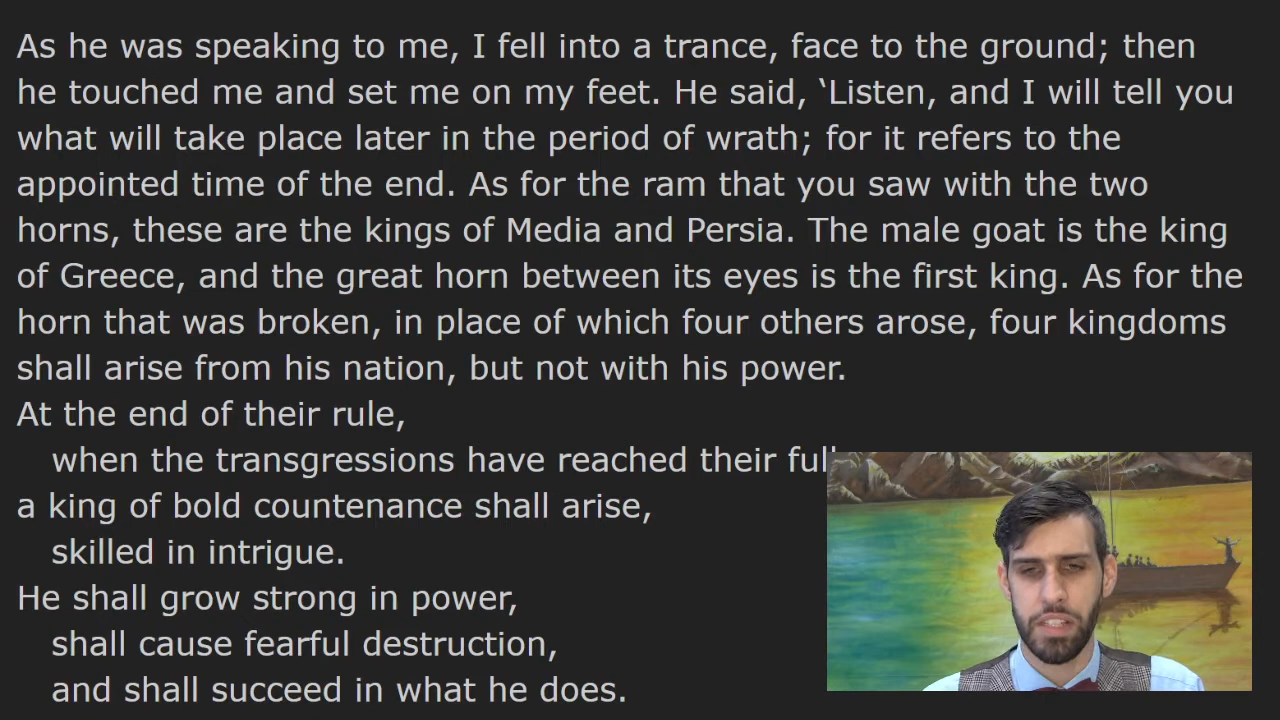 As he was speaking to me, I fell into a trance, face to the ground; then
he touched me and set me on my feet. He said, ‘Listen, and I will tell you
what will take place later in the period of wrath; for it refers to the
appointed time of the end. As for the ram that you saw with the two
horns, these are the kings of Media and Persia. The male goat is the king
of Greece, and the great horn between its eyes is the first king. As for the
horn that was broken, in place of which four others arose, four kingdoms
shall arise from his nation, but not with his power.
At the end of their rule,
when the transgressions have reached their full
a king of bold countenance shall arise,
skilled in intrigue.
He shall grow strong in power,
shall cause fearful destruction,
and shall succeed in what he does.